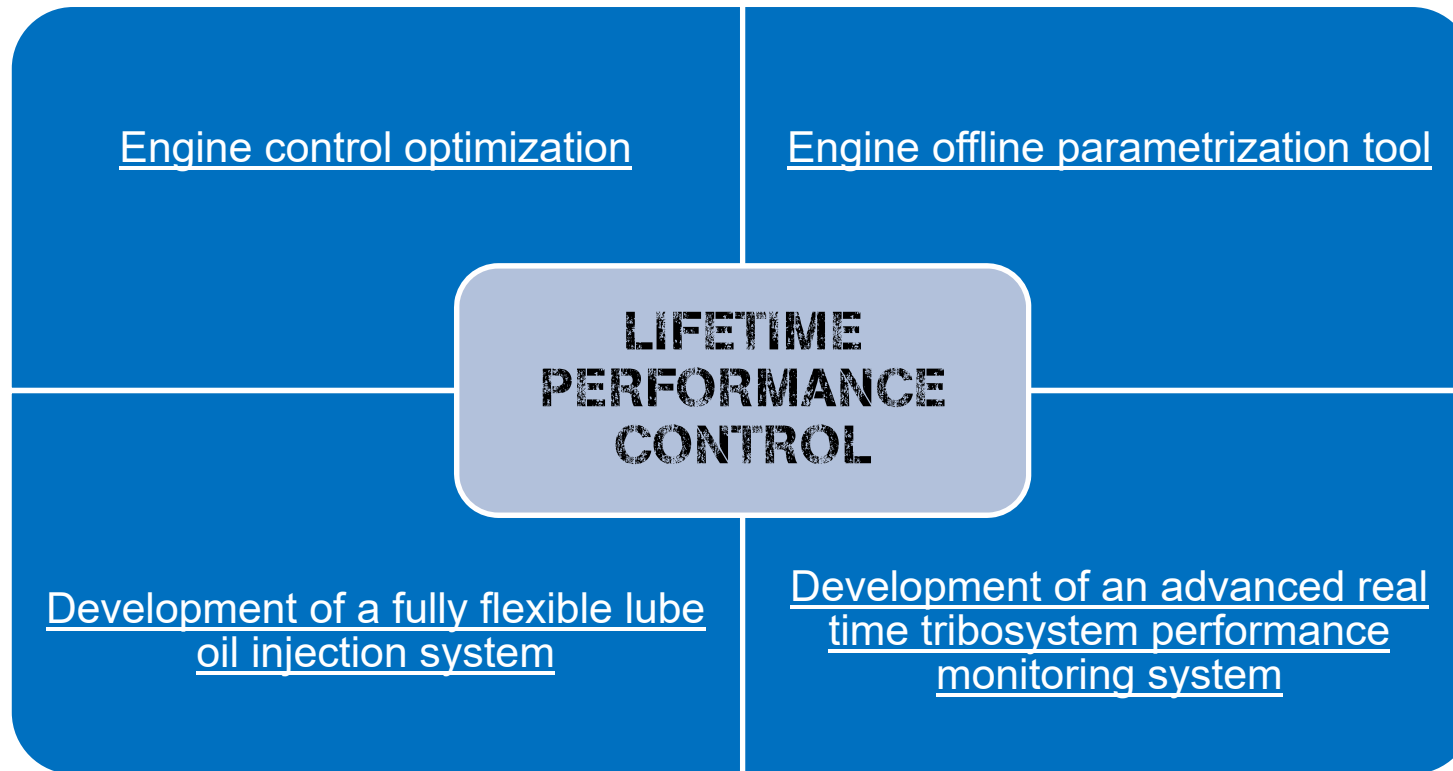 Engine control optimization
Engine offline parametrization tool
LIFETIME
PERFORMANCE
CONTROL
Development of a fully flexible lube
oil injection system
Development of an advanced real
time tribosystem performance
monitoring system